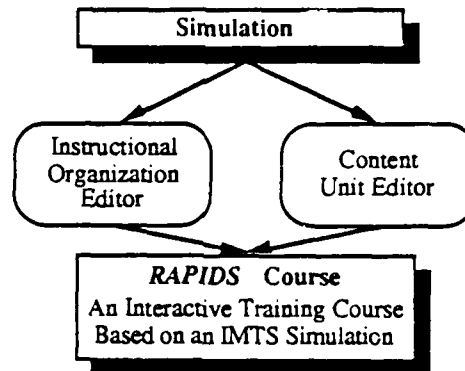 Simulation
Instructional
Organization
Editor
Content
Unit Editor
RAPIDS Course
An Interactive Training Course
Based on an IMTS Simulation